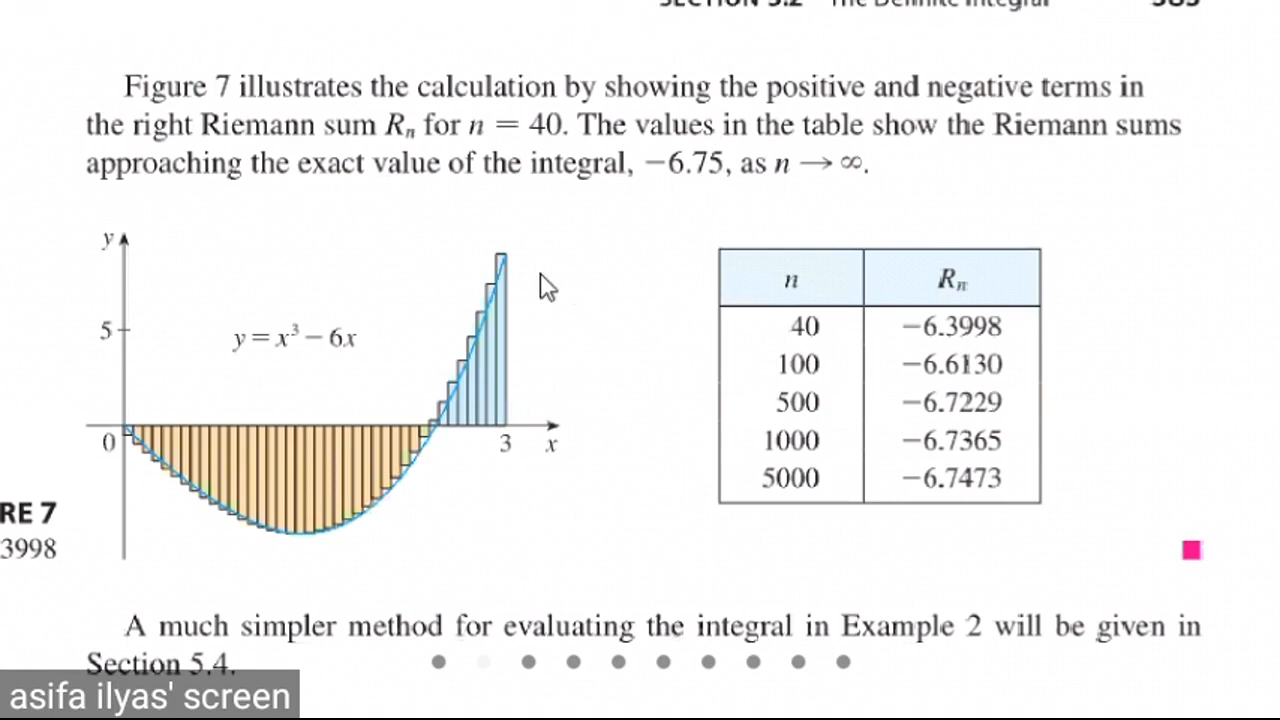 Figure 7 illustrates the calculation by showing the positive and negative terms in
the right Riemann sum Rₙ for n = 40. The values in the table show the Riemann sums
approaching the exact value of the integral, −6.75, as n → ∞.
y
5
y = x³ − 6x
0
3
x
n Rₙ
40 −6.3998
100 −6.6130
500 −6.7229
1000 −6.7365
5000 −6.7473
RE 7
3998
A much simpler method for evaluating the integral in Example 2 will be given in
Section 5.4.
asifa ilyas' screen